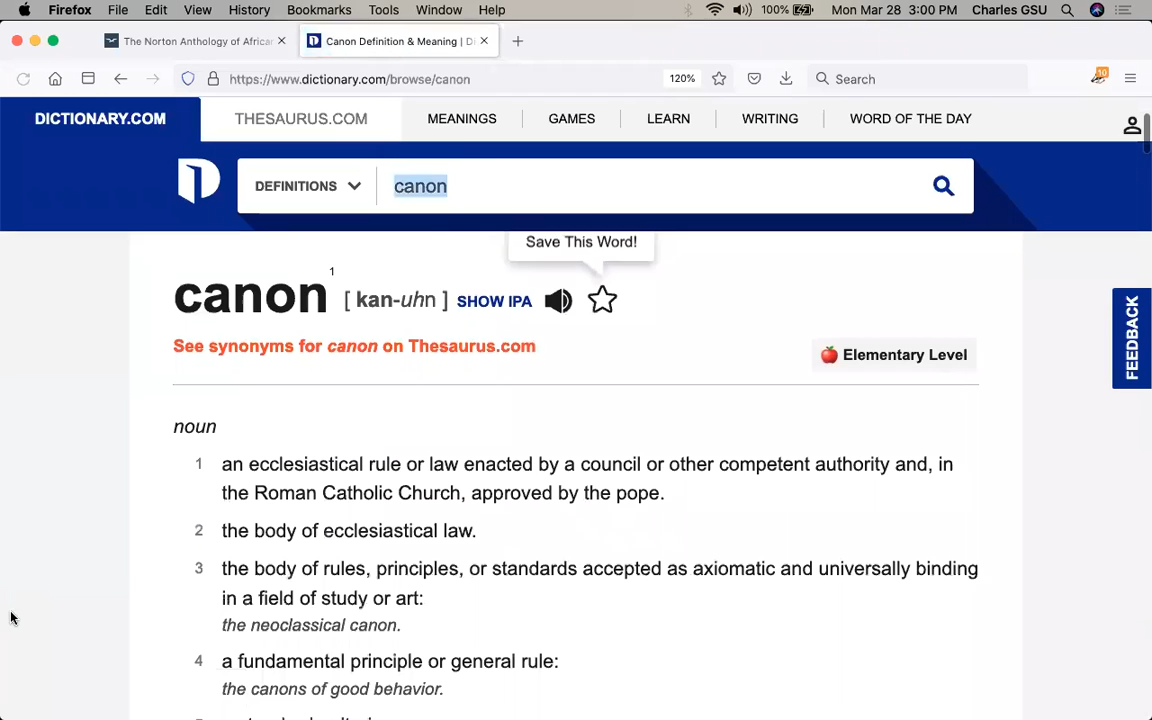 Firefox File Edit View History Bookmarks Tools Window Help 100% Mon Mar 28 3:00 PM Charles GSU
The Norton Anthology of Africa Canon Definition & Meaning | D
https://www.dictionary.com/browse/canon 120% Search 10
DICTIONARY.COM THESAURUS.COM MEANINGS GAMES LEARN WRITING WORD OF THE DAY
DEFINITIONS canon
Save This Word!
canon 1 [ kan-uhn ] SHOW IPA
See synonyms for canon on Thesaurus.com
Elementary Level
FEEDBACK
noun
1 an ecclesiastical rule or law enacted by a council or other competent authority and, in
the Roman Catholic Church, approved by the pope.
2 the body of ecclesiastical law.
3 the body of rules, principles, or standards accepted as axiomatic and universally binding
in a field of study or art:
the neoclassical canon.
4 a fundamental principle or general rule:
the canons of good behavior.